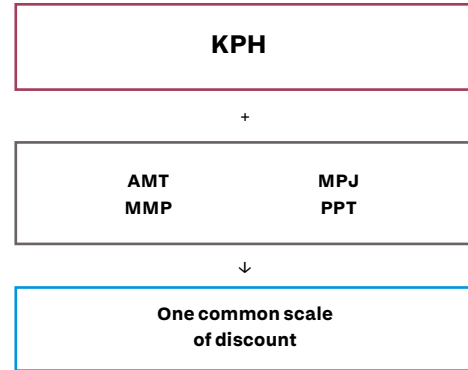 KPH
+
AMT MPJ
MMP PPT
↓
One common scale
of discount